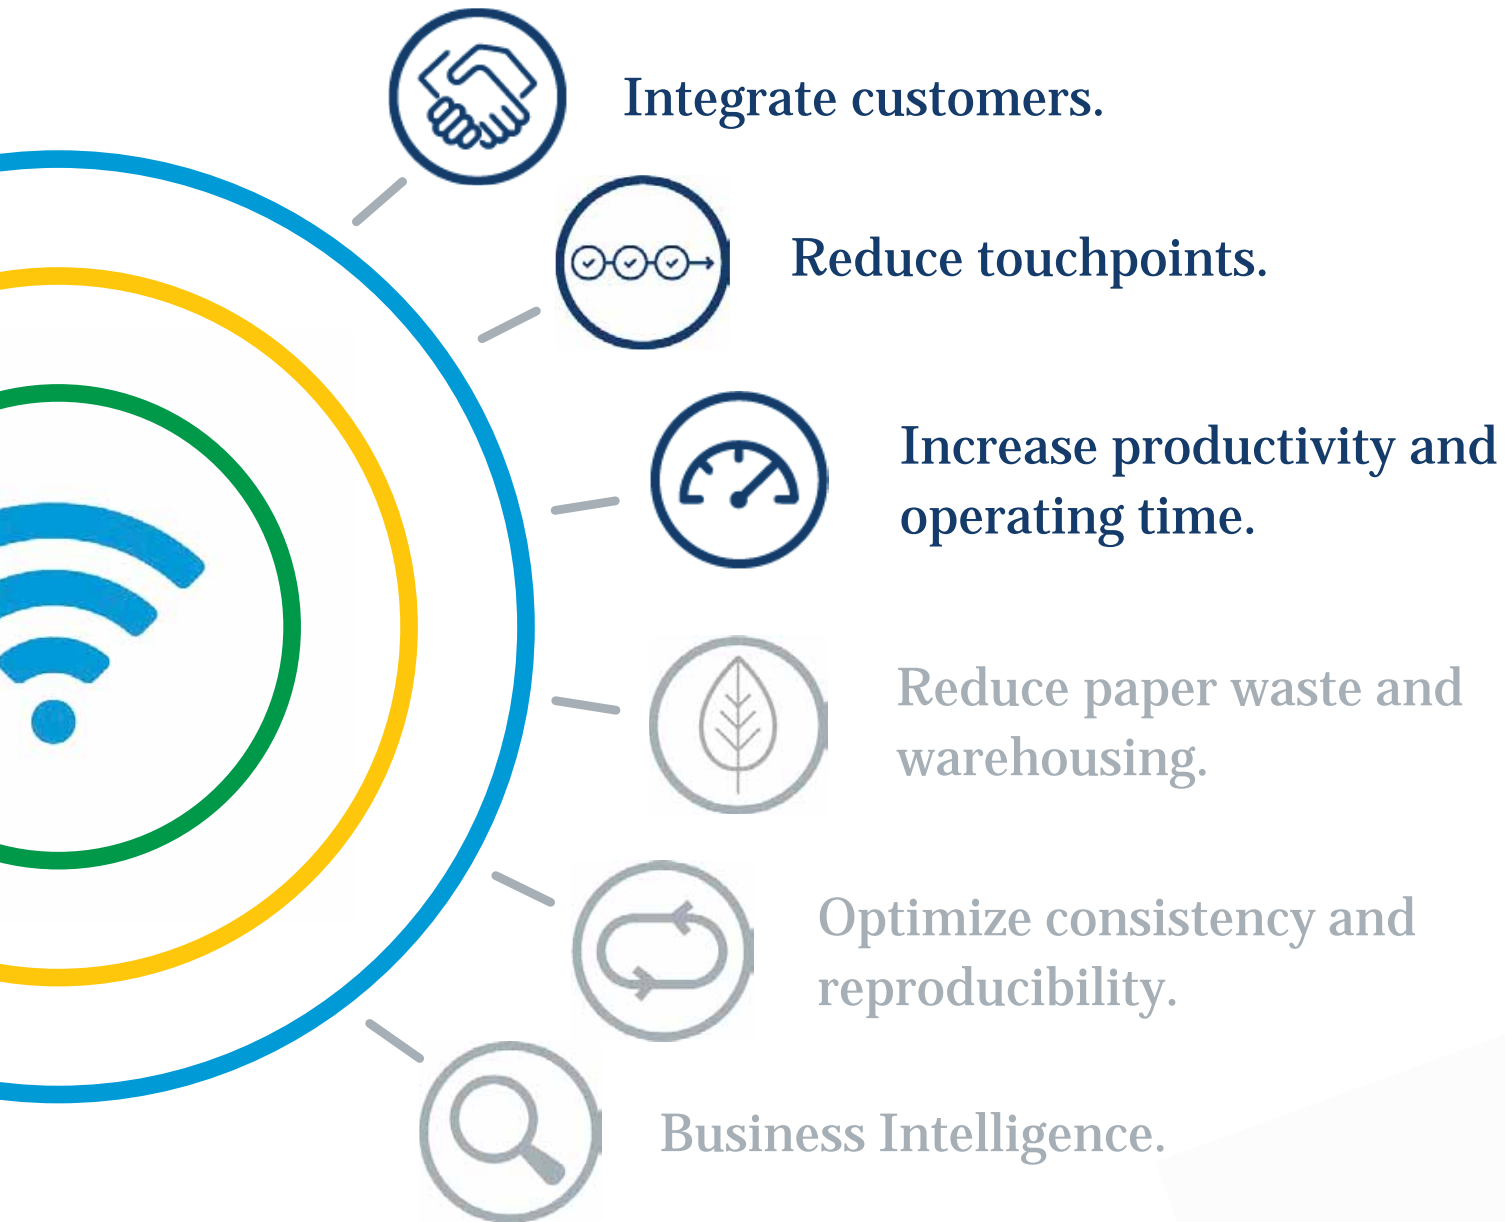 Integrate customers.
Reduce touchpoints.
Increase productivity and
operating time.
Reduce paper waste and
warehousing.
Optimize consistency and
reproducibility.
Business Intelligence.